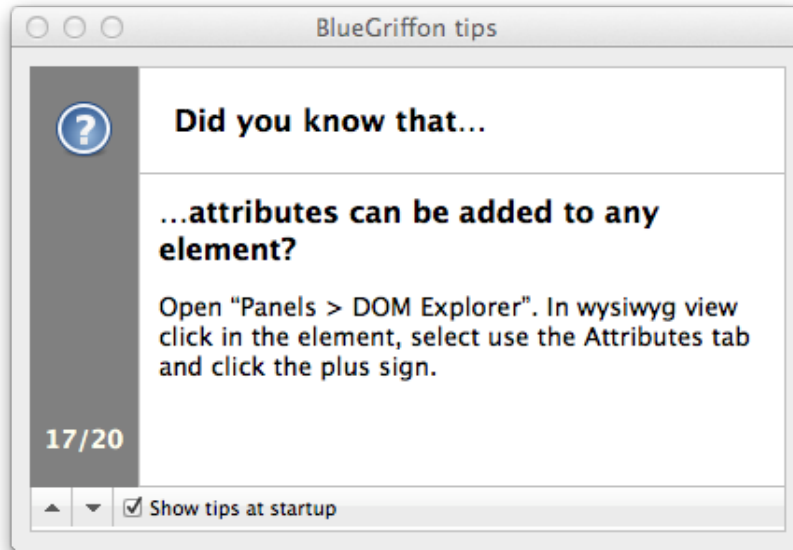 BlueGriffon tips
?
Did you know that...
...attributes can be added to any
element?
Open “Panels > DOM Explorer”. In wysiwyg view
click in the element, select use the Attributes tab
and click the plus sign.
17/20
Show tips at startup